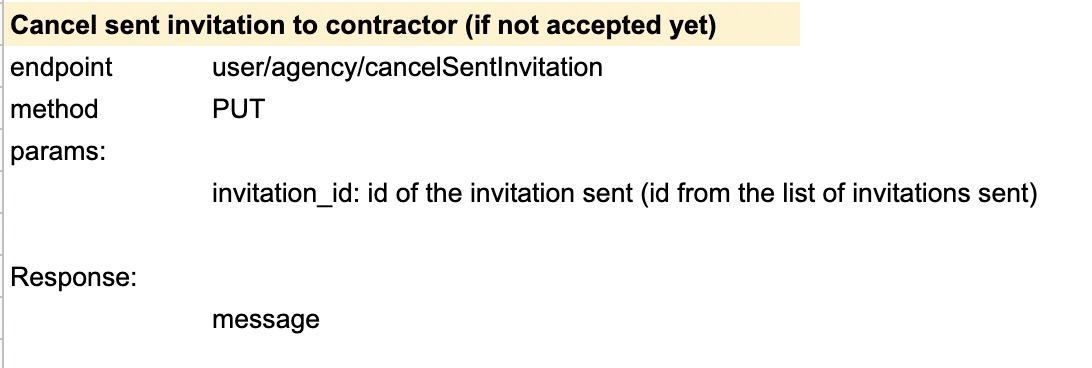 Cancel sent invitation to contractor (if not accepted yet)
endpoint user/agency/cancelSentInvitation
method PUT
params:
invitation_id: id of the invitation sent (id from the list of invitations sent)
Response:
message